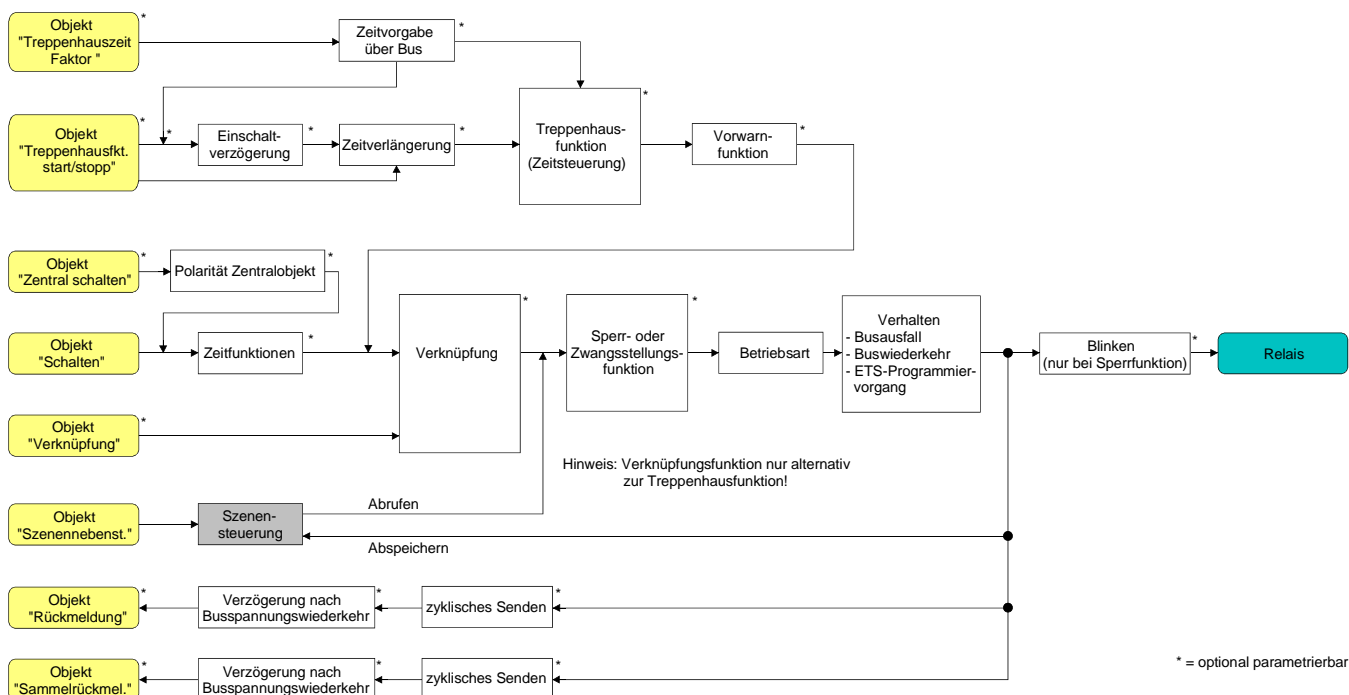 Objekt
"Treppenhauszeit
Faktor "
*
Zeitvorgabe
über Bus
*
Objekt
"Treppenhausfkt.
start/stopp"
*
*
Einschalt-
verzögerung
*
Zeitverlängerung
*
Treppenhaus-
funktion
(Zeitsteuerung)
*
Vorwarn-
funktion
*
Objekt
"Zentral schalten"
*
Polarität Zentralobjekt
*
Objekt
"Schalten"
*
Zeitfunktionen
*
Verknüpfung
*
Sperr- oder
Zwangsstellungs-
funktion
*
Betriebsart
Verhalten
- Busausfall
- Buswiederkehr
- ETS-Programmier-
vorgang
Blinken
(nur bei Sperrfunktion)
*
Relais
Objekt
"Verknüpfung"
*
Hinweis: Verknüpfungsfunktion nur alternativ
zur Treppenhausfunktion!
Objekt
"Szenennebenst."
*
Szenen-
steuerung
Abrufen
Abspeichern
Objekt
"Rückmeldung"
*
Verzögerung nach
Busspannungswiederkehr
*
zyklisches Senden
*
Objekt
"Sammelrückmel."
*
Verzögerung nach
Busspannungswiederkehr
*
zyklisches Senden
*
* = optional parametrierbar